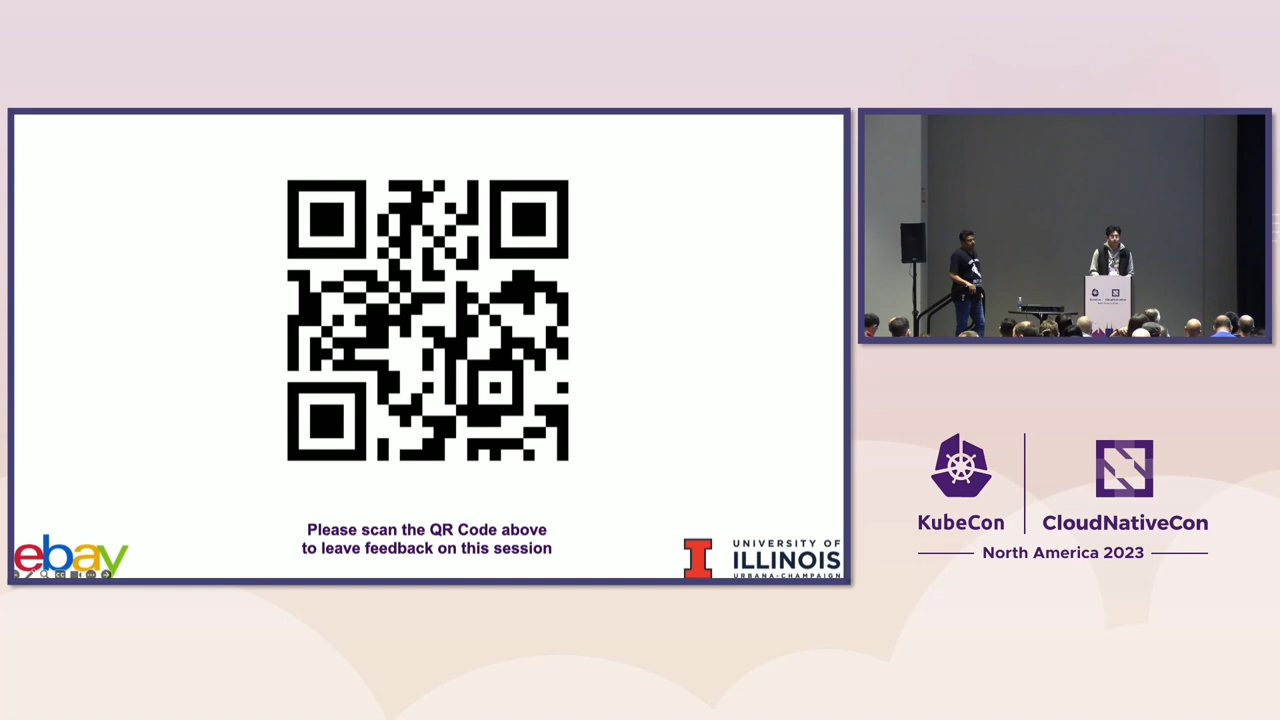 Please scan the QR Code above
to leave feedback on this session
ebay
UNIVERSITY OF
ILLINOIS
URBANA-CHAMPAIGN
KubeCon
CloudNativeCon
North America 2023